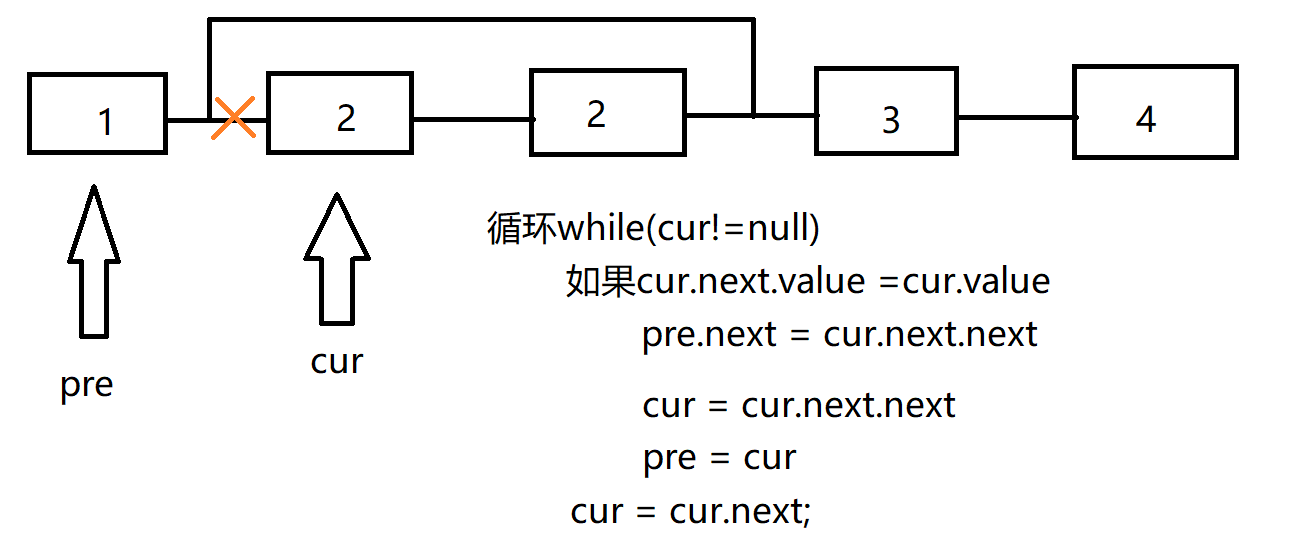 1
2
2
3
4
pre
cur
循环while(cur!=null)
如果cur.next.value =cur.value
pre.next = cur.next.next
cur = cur.next.next
pre = cur
cur = cur.next;